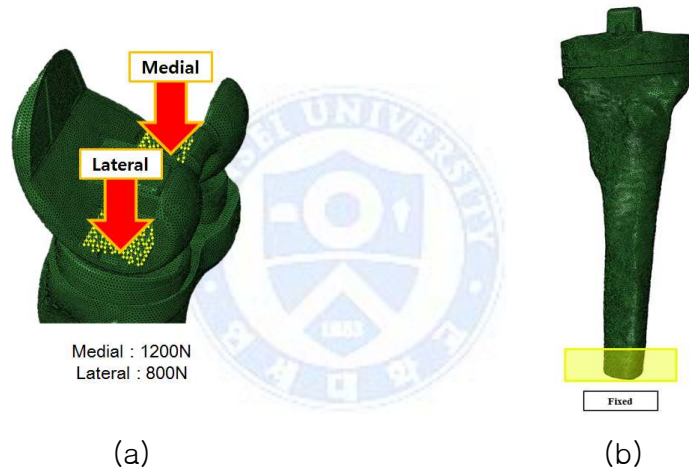 Medial
Lateral
Medial : 1200N
Lateral : 800N
Fixed
(a)
(b)